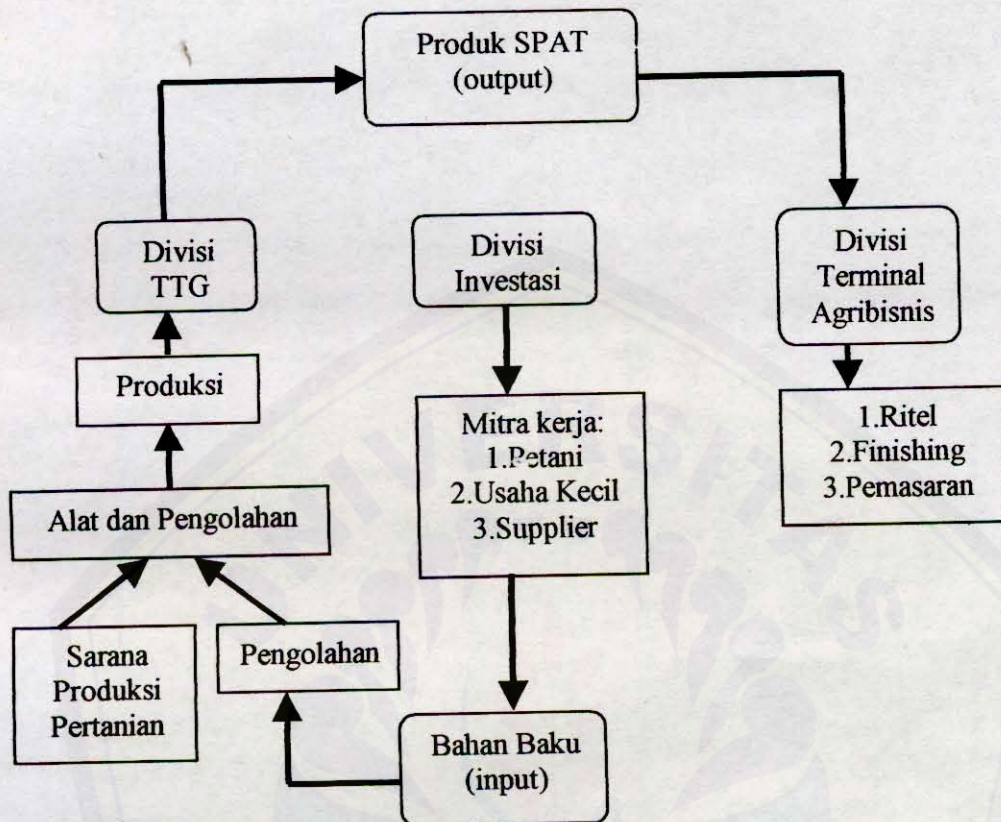 Produk SPAT
(output)
Divisi
TTG
Divisi
Investasi
Divisi
Terminal
Agribisnis
Produksi
Mitra kerja:
1.Petani
2.Usaha Kecil
3.Supplier
1.Ritel
2.Finishing
3.Pemasaran
Alat dan Pengolahan
Sarana
Produksi
Pertanian
Pengolahan
Bahan Baku
(input)
UNIVERSITAS